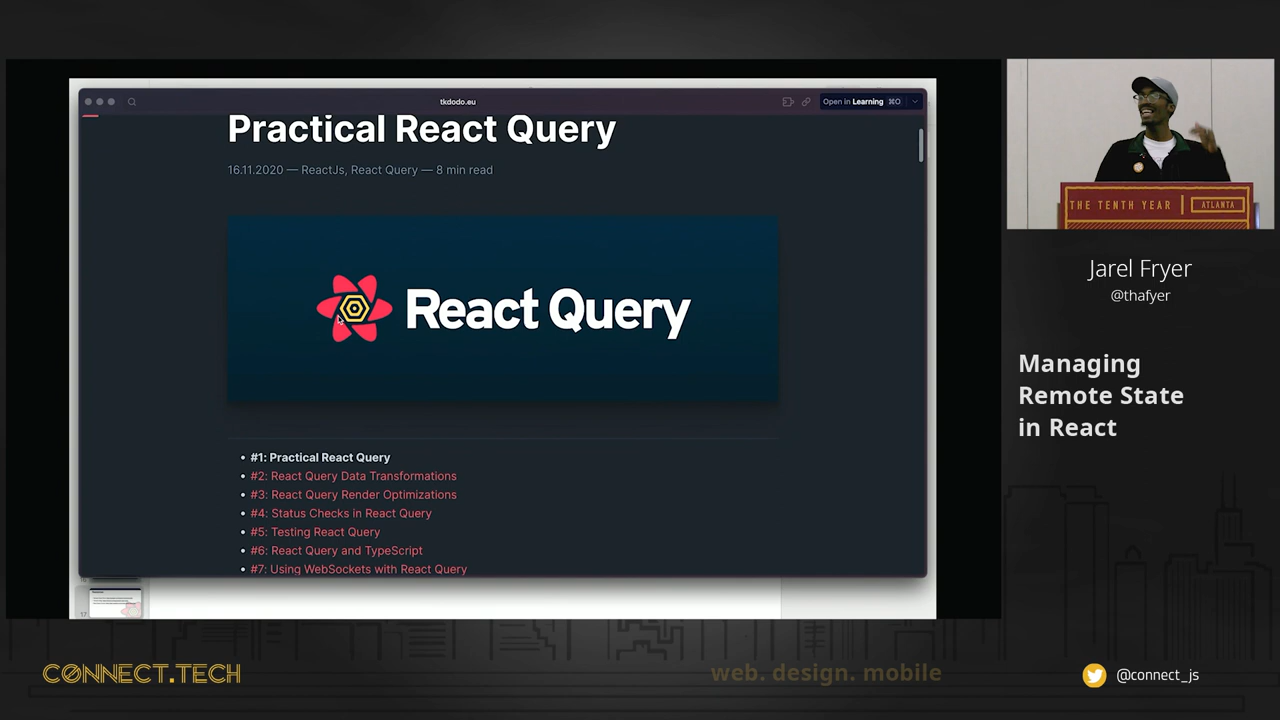 tkdodo.eu
Open in Learning ⌘O
Practical React Query
16.11.2020 — ReactJs, React Query — 8 min read
React Query
• #1: Practical React Query
• #2: React Query Data Transformations
• #3: React Query Render Optimizations
• #4: Status Checks in React Query
• #5: Testing React Query
• #6: React Query and TypeScript
• #7: Using WebSockets with React Query
17
THE TENTH YEAR | ATLANTA
Jarel Fryer
@thafyer
Managing
Remote State
in React
CONNECT.TECH
web. design. mobile
@connect_js